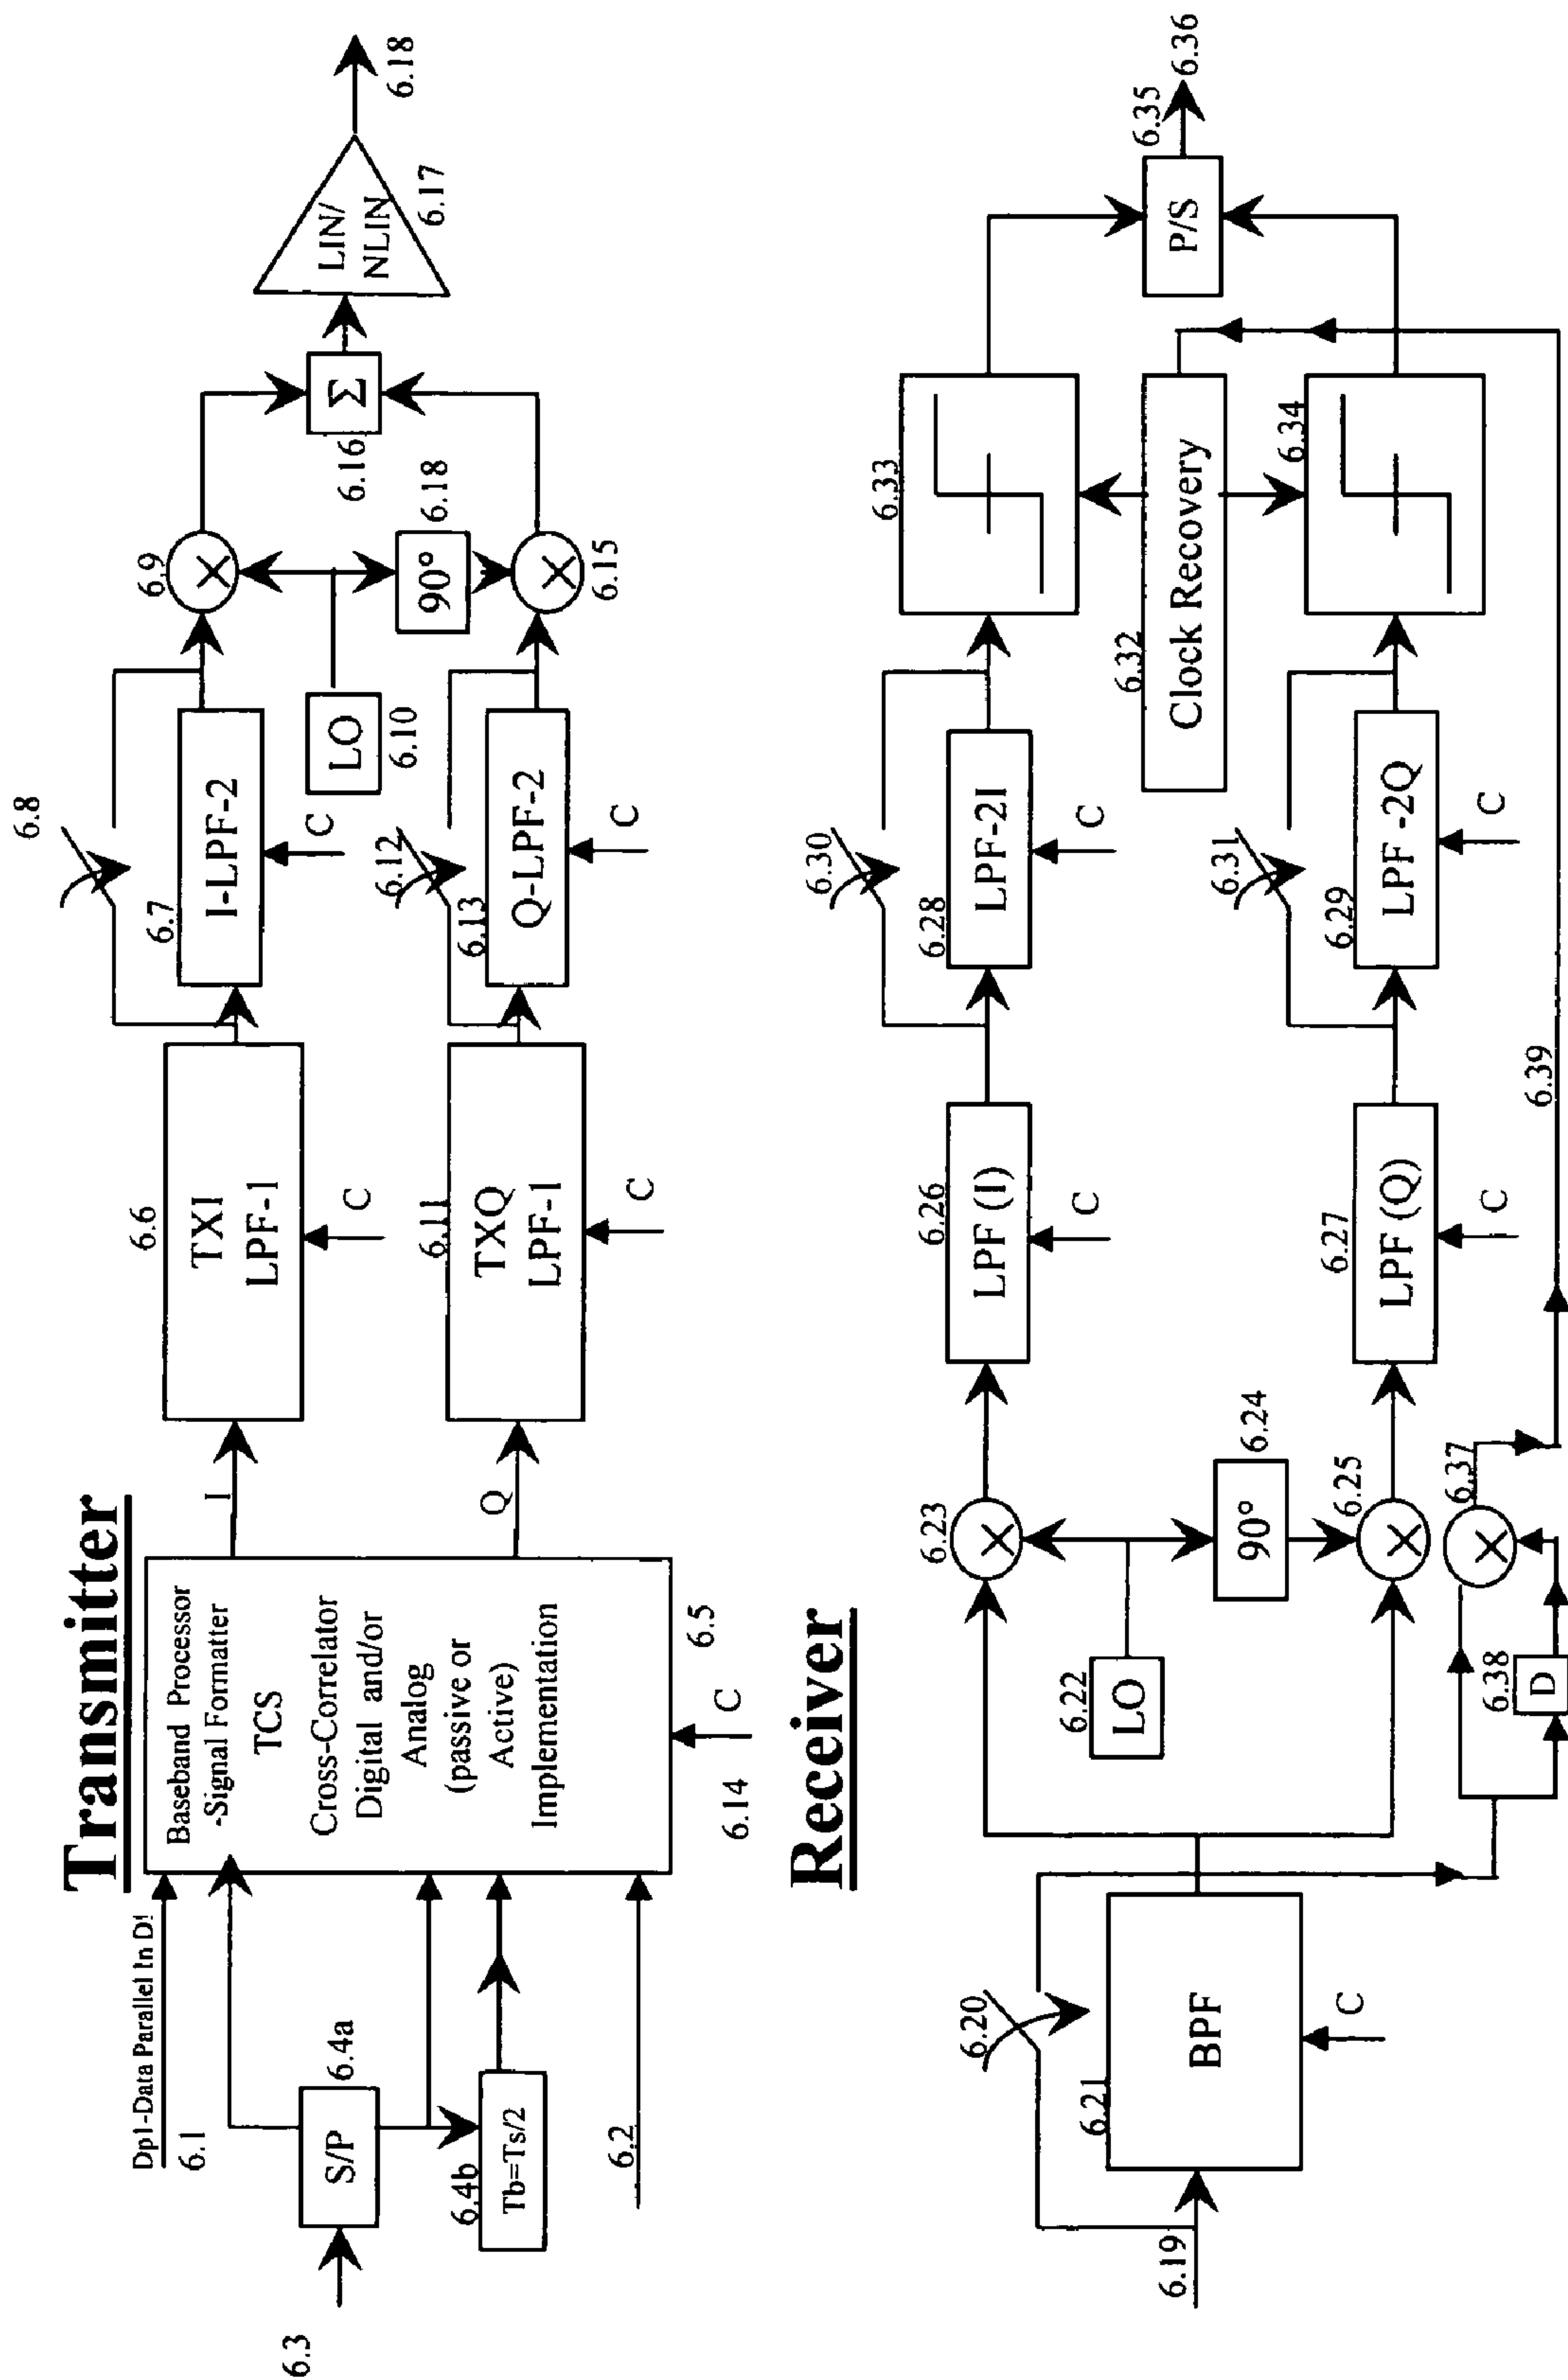 Transmitter
Dp1-Data Parallel In D!
6.1
6.3
S/P
6.4a
6.4b
Tb=Ts/2
6.2
Baseband Processor
-Signal Formatter
TCS
Cross-Correlator
Digital and/or
Analog
(passive or
Active)
Implementation
6.5
6.14
C
I
Q
6.6
TXI
LPF-1
C
6.11
TXQ
LPF-1
C
6.8
6.7
I-LPF-2
C
6.12
6.13
Q-LPF-2
C
LO
6.10
6.9
90°
6.18
6.15
Σ
6.16
LIN/
NLIN
6.17
6.18
Receiver
6.19
6.20
6.21
BPF
C
6.22
LO
6.23
90°
6.24
6.25
6.37
6.38
D
6.39
6.26
LPF (I)
C
6.27
LPF (Q)
C
6.30
6.28
LPF-2I
C
6.31
6.29
LPF -2Q
C
6.32
Clock Recovery
6.33
6.34
P/S
6.35
6.36